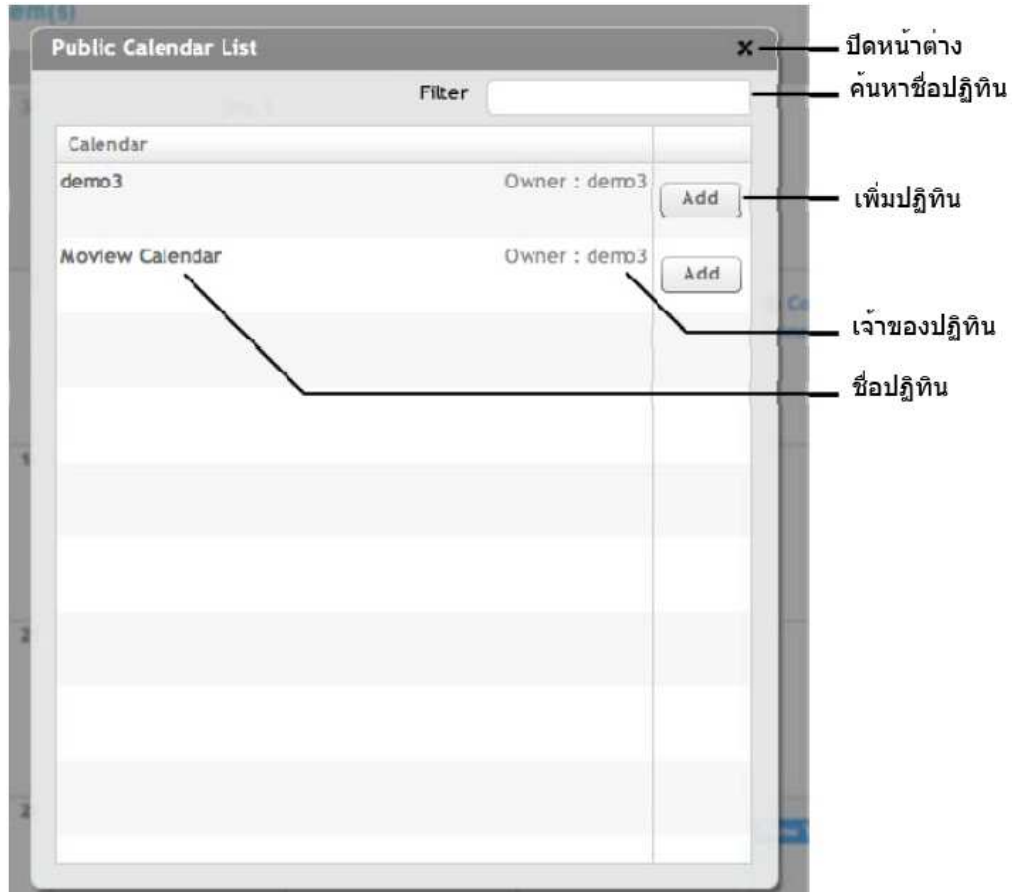 em(s)
Public Calendar List x ปิดหน้าต่าง
Filter ค้นหาชื่อปฏิทิน
Calendar
demo3 Owner : demo3 Add เพิ่มปฏิทิน
Moview Calendar Owner : demo3 Add
เจ้าของปฏิทิน
ชื่อปฏิทิน